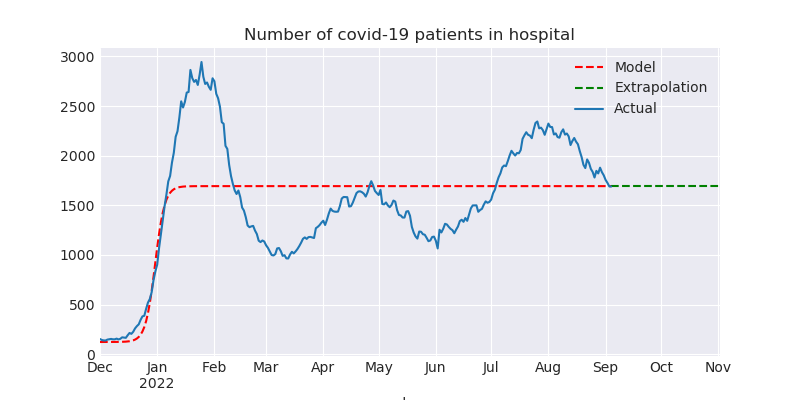 Number of covid-19 patients in hospital
Model
Extrapolation
Actual
3000
2500
2000
1500
1000
500
0
Dec Jan Feb Mar Apr May Jun Jul Aug Sep Oct Nov
2022